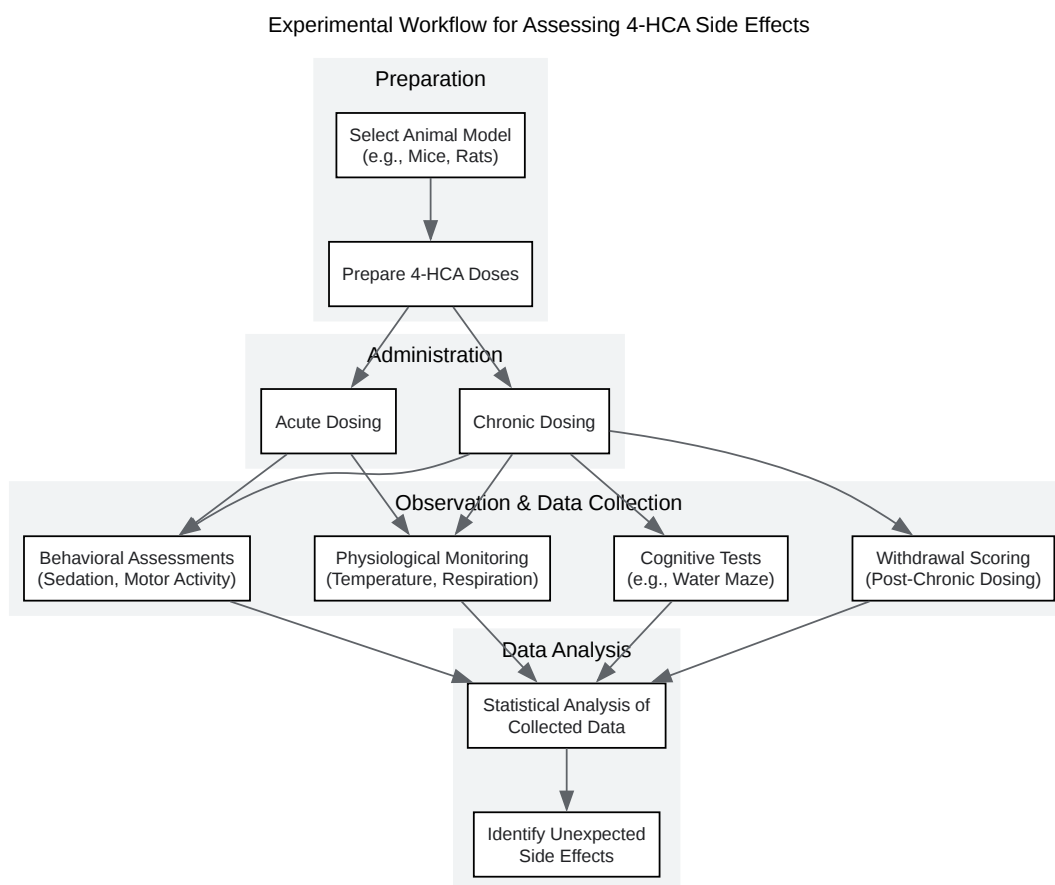 Experimental Workflow for Assessing 4-HCA Side Effects
Preparation
Select Animal Model
(e.g., Mice, Rats)
Prepare 4-HCA Doses
Administration
Acute Dosing
Chronic Dosing
Observation & Data Collection
Behavioral Assessments
(Sedation, Motor Activity)
Physiological Monitoring
(Temperature, Respiration)
Cognitive Tests
(e.g., Water Maze)
Withdrawal Scoring
(Post-Chronic Dosing)
Data Analysis
Statistical Analysis of
Collected Data
Identify Unexpected
Side Effects